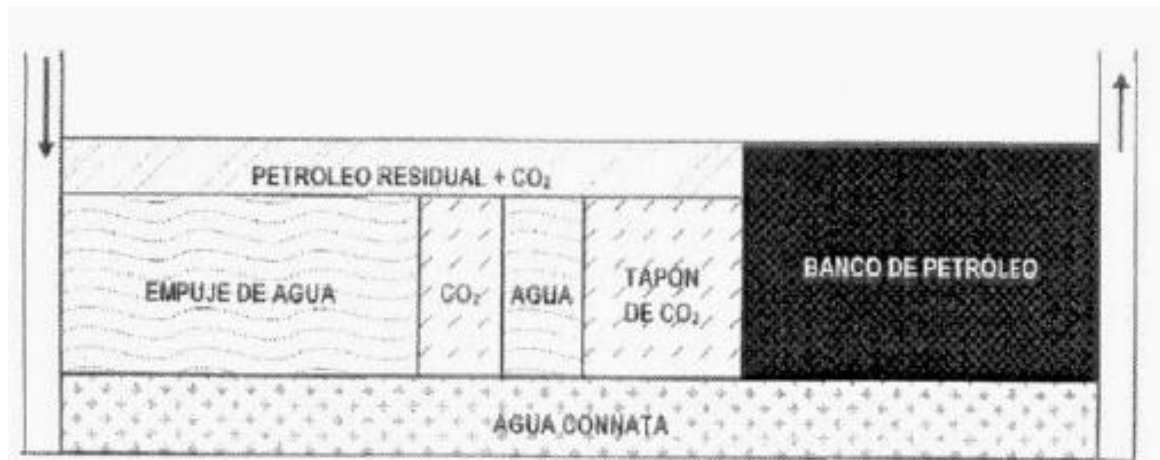 PETROLEO RESIDUAL + CO₂
EMPUJE DE AGUA
CO₂
AGUA
TAPÓN
DE CO₂
BANCO DE PETRÓLEO
AGUA CONNATA